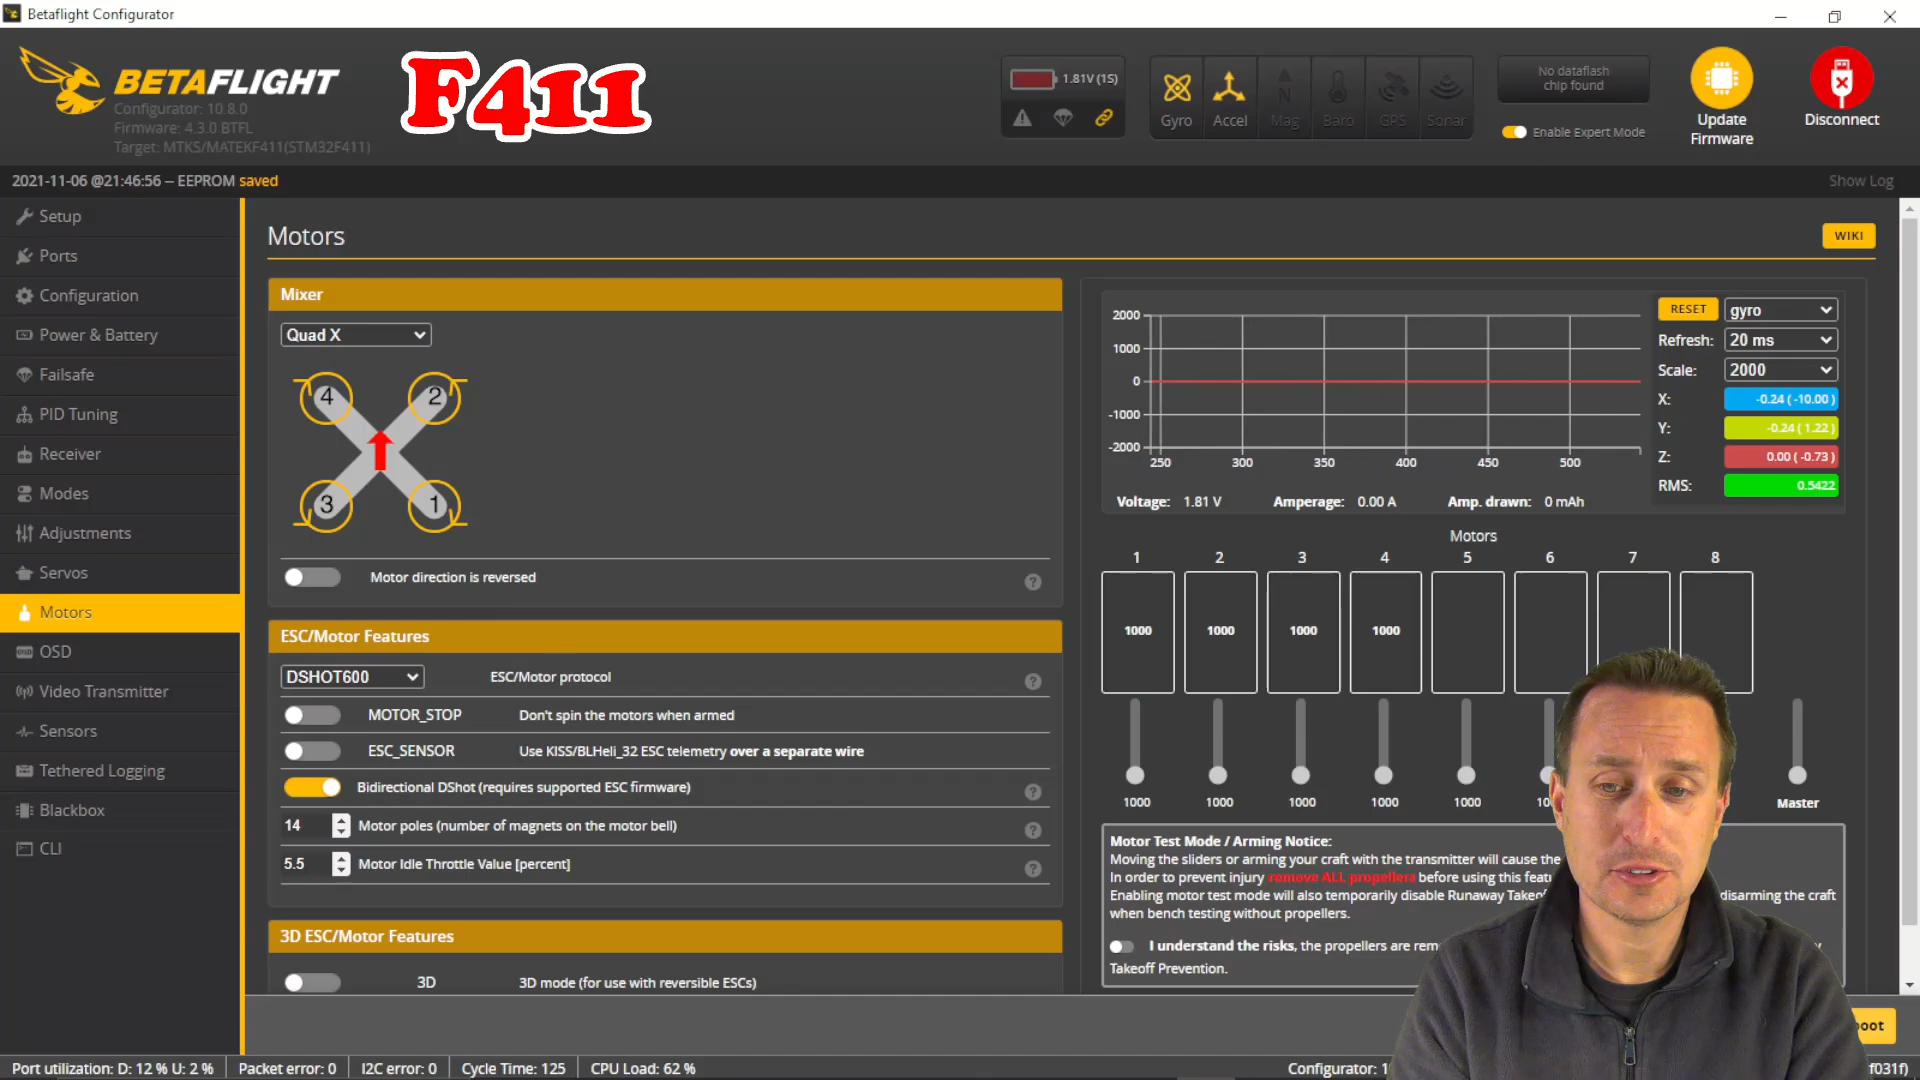 Betaflight Configurator
BETAFLIGHT
Configurator: 10.8.0
Firmware: 4.3.0 BTFL
Target: MTKS/MATEKF411(STM32F411)
F411
1.81V (1S)
Gyro
Accel
Mag
Baro
GPS
Sonar
No dataflash
chip found
Enable Expert Mode
Update
Firmware
Disconnect
2021-11-06 @21:46:56 -- EEPROM saved
Show Log
Setup
Ports
Configuration
Power & Battery
Failsafe
PID Tuning
Receiver
Modes
Adjustments
Servos
Motors
OSD
Video Transmitter
Sensors
Tethered Logging
Blackbox
CLI
Motors
WIKI
Mixer
Quad X
4
2
3
1
Motor direction is reversed
ESC/Motor Features
DSHOT600
ESC/Motor protocol
MOTOR_STOP
Don't spin the motors when armed
ESC_SENSOR
Use KISS/BLHeli_32 ESC telemetry over a separate wire
Bidirectional DShot (requires supported ESC firmware)
14
Motor poles (number of magnets on the motor bell)
5.5
Motor Idle Throttle Value [percent]
3D ESC/Motor Features
3D
3D mode (for use with reversible ESCs)
2000
1000
0
-1000
-2000
250
300
350
400
450
500
RESET
gyro
Refresh:
20 ms
Scale:
2000
X:
-0.24 ( -10.00 )
Y:
-0.24 ( 1.22 )
Z:
0.00 ( -0.73 )
RMS:
0.5422
Voltage: 1.81 V
Amperage: 0.00 A
Amp. drawn: 0 mAh
Motors
1 2 3 4 5 6 7 8
1000 1000 1000 1000
1000 1000 1000 1000 1000 10
Master
Motor Test Mode / Arming Notice:
Moving the sliders or arming your craft with the transmitter will cause the
In order to prevent injury remove ALL propellers before using this featu
Enabling motor test mode will also temporarily disable Runaway Takeo disarming the craft
when bench testing without propellers.
I understand the risks, the propellers are rem
Takeoff Prevention.
oot
Port utilization: D: 12 % U: 2 %
Packet error: 0
I2C error: 0
Cycle Time: 125
CPU Load: 62 %
Configurator: 1
f031f)